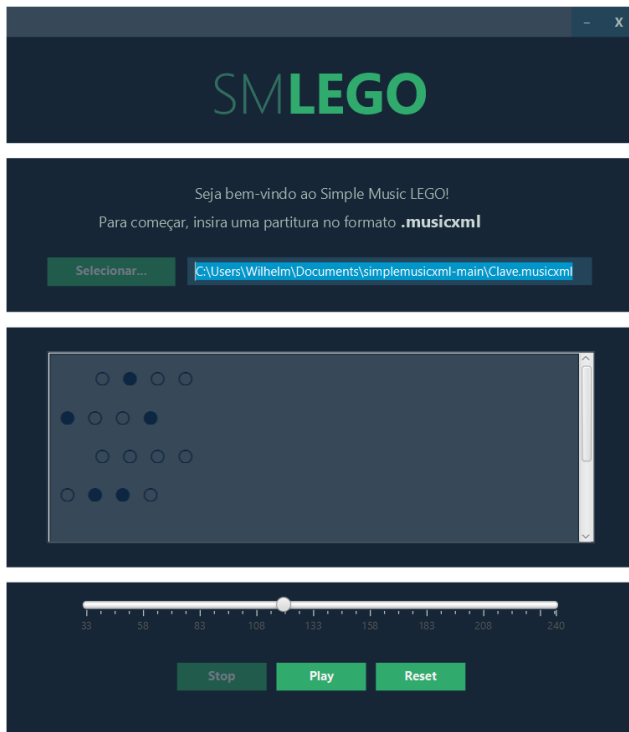 – X
SMLEGO
Seja bem-vindo ao Simple Music LEGO!
Para começar, insira uma partitura no formato .musicxml
Selecionar... C:\Users\Wilhelm\Documents\simplemusicxml-main\Clave.musicxml
33 58 83 108 133 158 183 208 240
Stop Play Reset